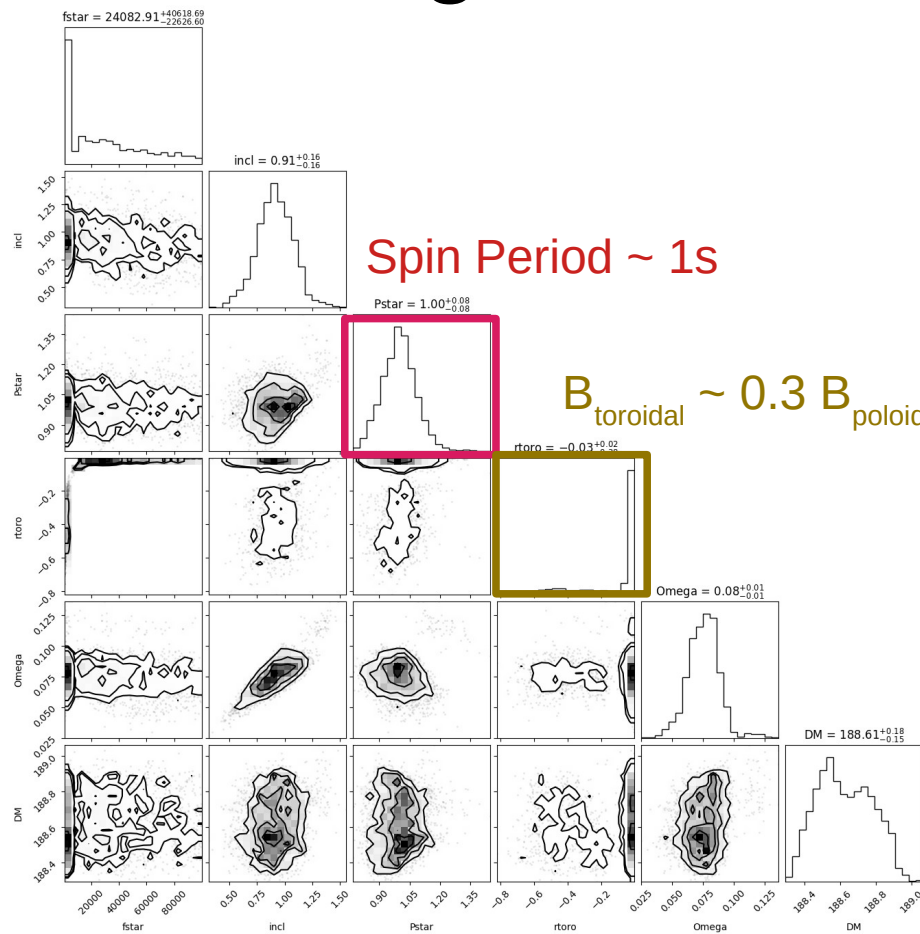 g
fstar = 24082.91+40618.69
−22626.60
incl = 0.91+0.16
−0.16
Spin Period ~ 1s
Pstar = 1.00+0.08
−0.08
B toroidal ~ 0.3 B poloid
rtoro = −0.03+0.02
Omega = 0.08+0.01
−0.01
DM = 188.61+0.18
−0.15
incl
1.50
1.25
1.00
0.75
0.50
Pstar
1.35
1.20
1.05
0.90
rtoro
−0.2
−0.4
−0.6
−0.8
Omega
0.125
0.100
0.075
0.050
0.025
DM
189.0
188.8
188.6
188.4
20000 40000 60000 80000
fstar
0.50 0.75 1.00 1.25 1.50
incl
0.90 1.05 1.20 1.35
Pstar
−0.8 −0.6 −0.4 −0.2
rtoro
0.025 0.050 0.075 0.100 0.125
Omega
188.4 188.6 188.8 189.0
DM